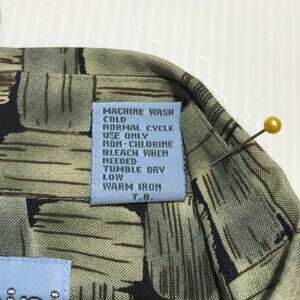 MACHINE WASH
COLD
NORMAL CYCLE
USE ONLY
NON-CHLORINE
BLEACH WHEN
NEEDED
TUMBLE DRY
LOW
WARM IRON
T.B.